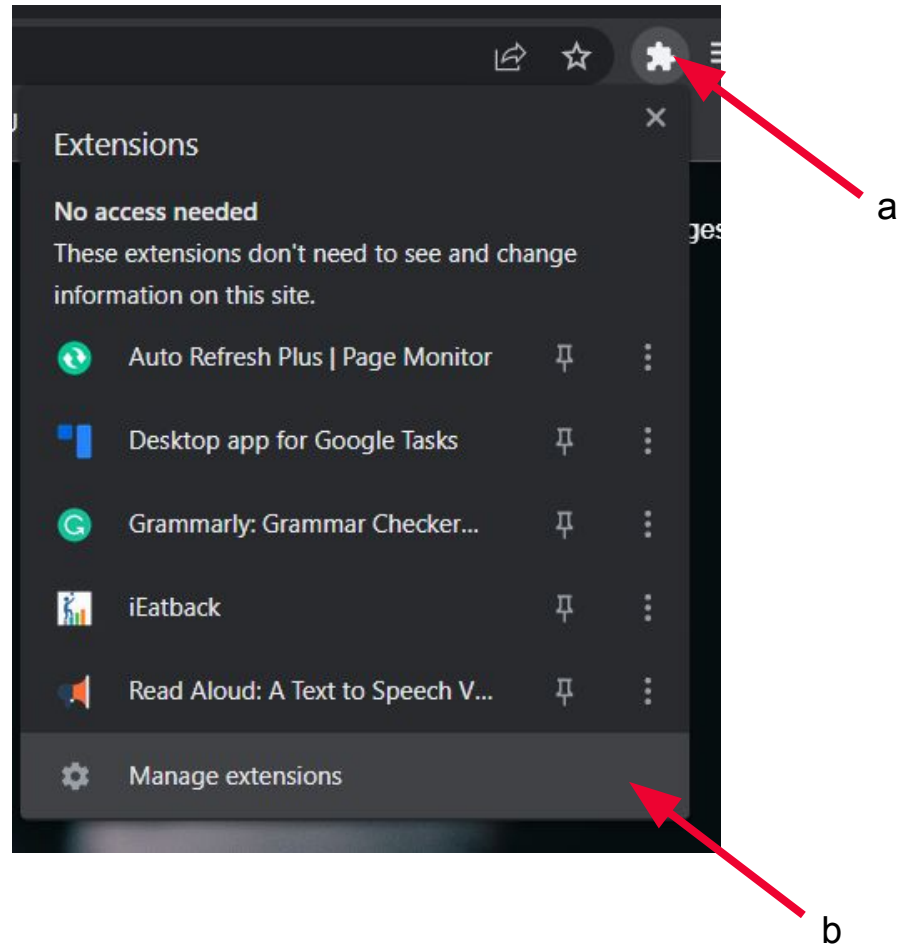 Extensions
a
No access needed
ges
These extensions don't need to see and change
information on this site.
Auto Refresh Plus | Page Monitor
Desktop app for Google Tasks
Grammarly: Grammar Checker...
iEatback
Read Aloud: A Text to Speech V...
Manage extensions
b